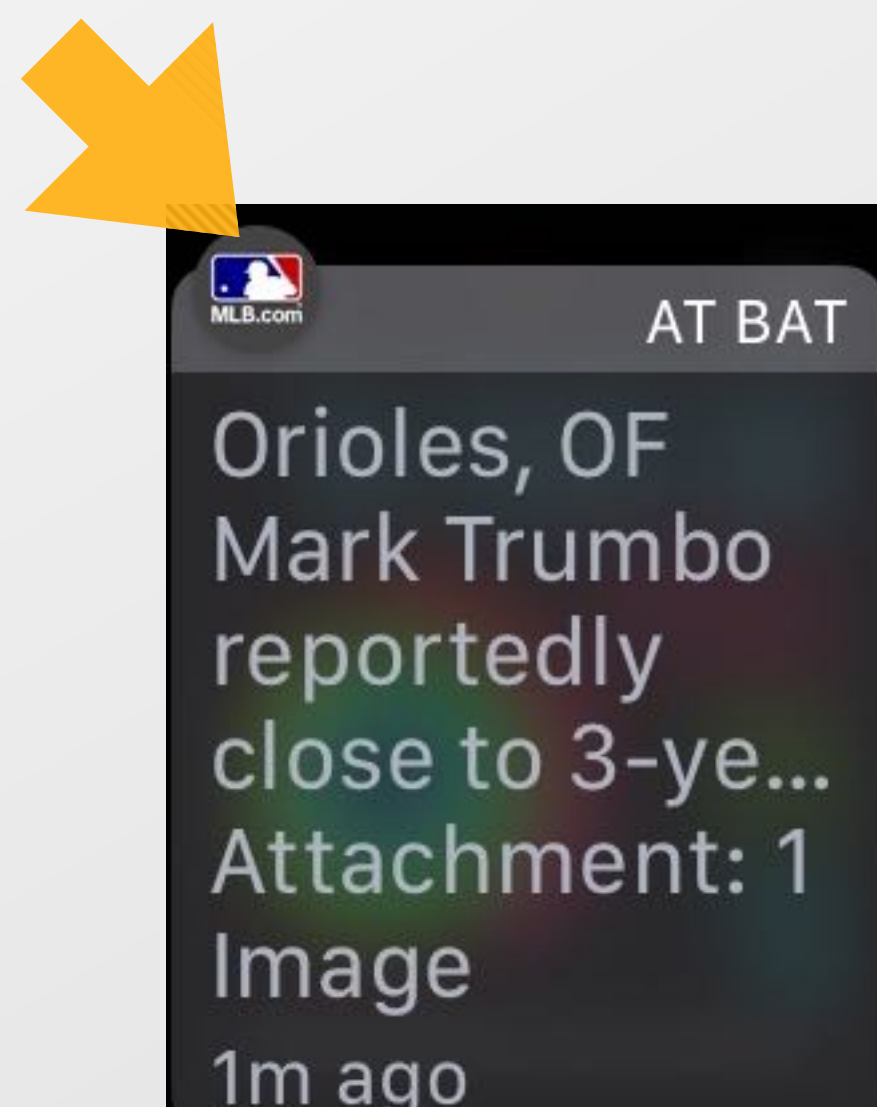 MLB.com
AT BAT
Orioles, OF
Mark Trumbo
reportedly
close to 3-ye...
Attachment: 1
Image
1m ago